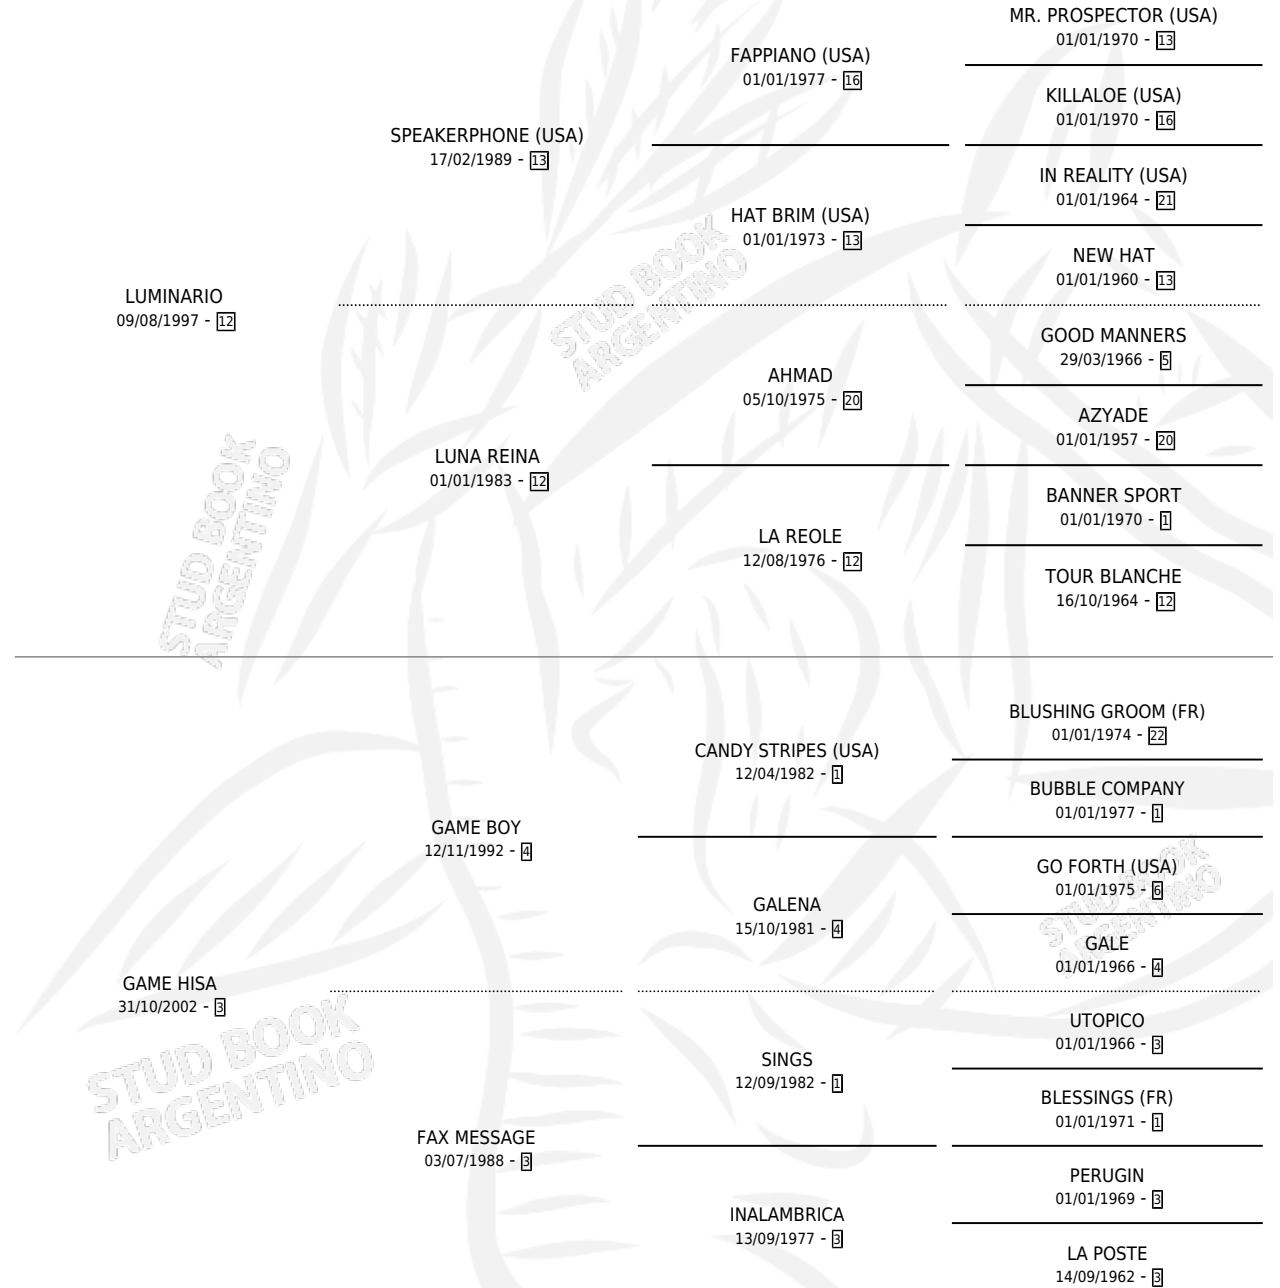 MR. PROSPECTOR (USA)
01/01/1970 - 13
FAPPIANO (USA)
01/01/1977 - 16
KILLALOE (USA)
01/01/1970 - 16
SPEAKERPHONE (USA)
17/02/1989 - 13
IN REALITY (USA)
01/01/1964 - 21
HAT BRIM (USA)
01/01/1973 - 13
NEW HAT
01/01/1960 - 13
LUMINARIO
09/08/1997 - 12
GOOD MANNERS
29/03/1966 - 5
AHMAD
05/10/1975 - 20
AZYADE
01/01/1957 - 20
LUNA REINA
01/01/1983 - 12
BANNER SPORT
01/01/1970 - 1
LA REOLE
12/08/1976 - 12
TOUR BLANCHE
16/10/1964 - 12
BLUSHING GROOM (FR)
01/01/1974 - 22
CANDY STRIPES (USA)
12/04/1982 - 1
BUBBLE COMPANY
01/01/1977 - 1
GAME BOY
12/11/1992 - 4
GO FORTH (USA)
01/01/1975 - 6
GALENA
15/10/1981 - 4
GALE
01/01/1966 - 4
GAME HISA
31/10/2002 - 3
UTOPICO
01/01/1966 - 3
SINGS
12/09/1982 - 1
BLESSINGS (FR)
01/01/1971 - 1
FAX MESSAGE
03/07/1988 - 3
PERUGIN
01/01/1969 - 3
INALAMBRICA
13/09/1977 - 3
LA POSTE
14/09/1962 - 3
STUD BOOK
ARGENTINO
STUD BOOK
ARGENTINO
STUD BOOK
ARGENTINO
STUD BOOK
ARGENTINO